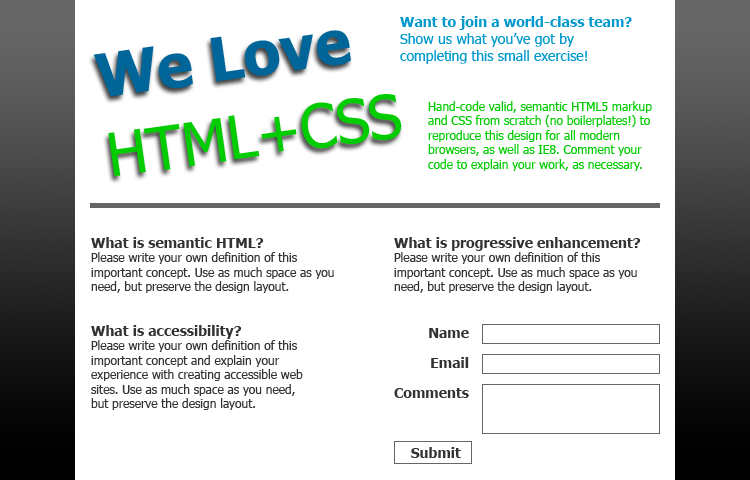 We Love
HTML+CSS
Want to join a world-class team?
Show us what you've got by
completing this small exercise!
Hand-code valid, semantic HTML5 markup
and CSS from scratch (no boilerplates!) to
reproduce this design for all modern
browsers, as well as IE8. Comment your
code to explain your work, as necessary.
What is semantic HTML?
Please write your own definition of this
important concept. Use as much space as you
need, but preserve the design layout.
What is progressive enhancement?
Please write your own definition of this
important concept. Use as much space as you
need, but preserve the design layout.
What is accessibility?
Please write your own definition of this
important concept and explain your
experience with creating accessible web
sites. Use as much space as you need,
but preserve the design layout.
Name
Email
Comments
Submit